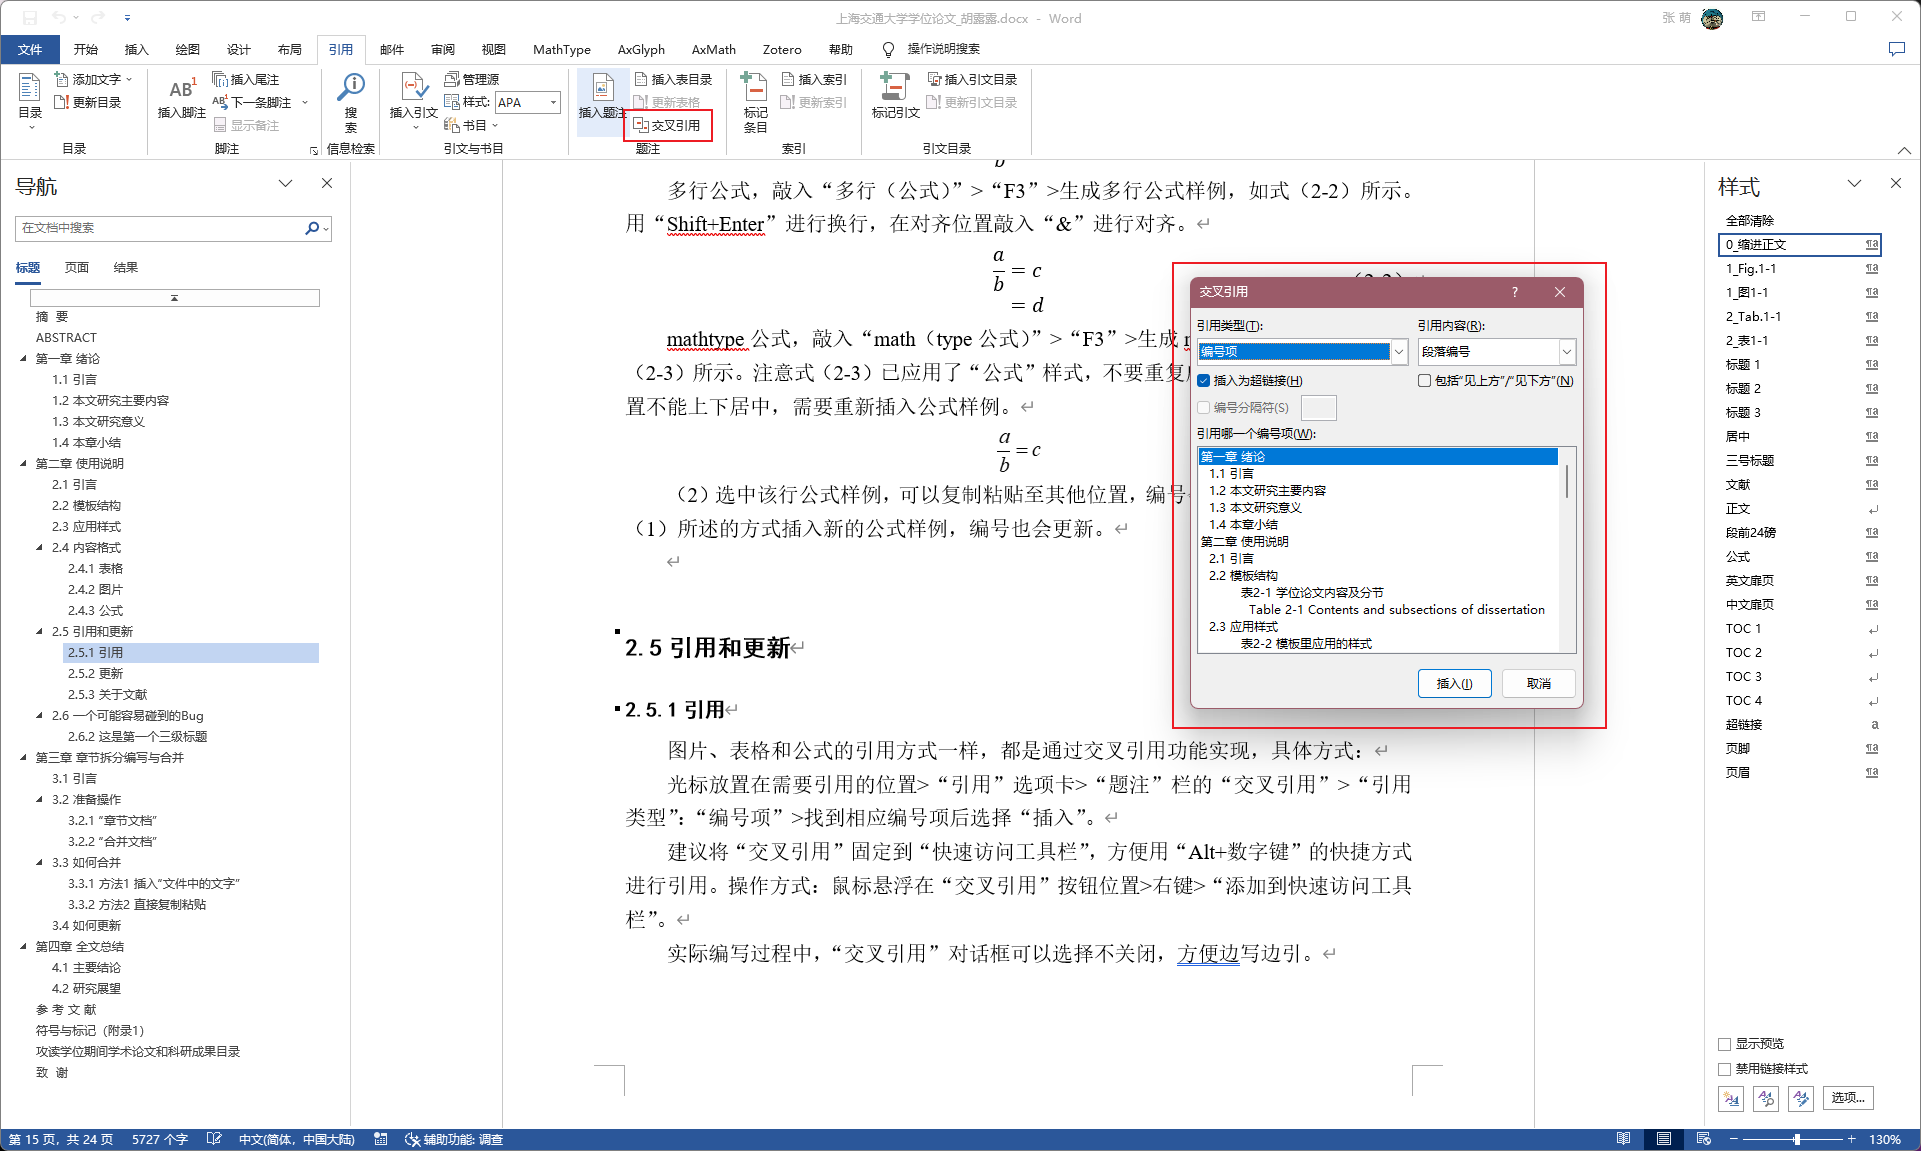 上海交通大学学位论文_胡露露.docx - Word
张 萌
文件 开始 插入 绘图 设计 布局 引用 邮件 审阅 视图 MathType AxGlyph AxMath Zotero 帮助 操作说明搜索
目录
添加文字
更新目录
目录
AB1
插入脚注
插入尾注
下一条脚注
显示备注
脚注
搜索
信息检索
插入引文
管理源
样式: APA
书目
引文与书目
插入题注
插入表目录
更新表格
交叉引用
题注
标记条目
插入索引
更新索引
索引
标记引文
插入引文目录
更新引文目录
引文目录
导航
在文档中搜索
标题 页面 结果
摘 要
ABSTRACT
第一章 绪论
1.1 引言
1.2 本文研究主要内容
1.3 本文研究意义
1.4 本章小结
第二章 使用说明
2.1 引言
2.2 模板结构
2.3 应用样式
2.4 内容格式
2.4.1 表格
2.4.2 图片
2.4.3 公式
2.5 引用和更新
2.5.1 引用
2.5.2 更新
2.5.3 关于文献
2.6 一个可能容易碰到的Bug
2.6.2 这是第一个三级标题
第三章 章节拆分编写与合并
3.1 引言
3.2 准备操作
3.2.1 “章节文档”
3.2.2 “合并文档”
3.3 如何合并
3.3.1 方法1 插入“文件中的文字”
3.3.2 方法2 直接复制粘贴
3.4 如何更新
第四章 全文总结
4.1 主要结论
4.2 研究展望
参 考 文 献
符号与标记（附录1）
攻读学位期间学术论文和科研成果目录
致 谢
b
多行公式，敲入“多行（公式）”>“F3”>生成多行公式样例，如式（2-2）所示。
用“Shift+Enter”进行换行，在对齐位置敲入“&”进行对齐。
a
b
= c
= d
mathtype 公式，敲入“math（type 公式）”>“F3”>生成
（2-3）所示。注意式（2-3）已应用了“公式”样式，不要重复
置不能上下居中，需要重新插入公式样例。
a
b
= c
（2）选中该行公式样例，可以复制粘贴至其他位置，编号
（1）所述的方式插入新的公式样例，编号也会更新。
2.5 引用和更新
2.5.1 引用
图片、表格和公式的引用方式一样，都是通过交叉引用功能实现，具体方式：
光标放置在需要引用的位置>“引用”选项卡>“题注”栏的“交叉引用”>“引用
类型”：“编号项”>找到相应编号项后选择“插入”。
建议将“交叉引用”固定到“快速访问工具栏”，方便用“Alt+数字键”的快捷方式
进行引用。操作方式：鼠标悬浮在“交叉引用”按钮位置>右键>“添加到快速访问工具
栏”。
实际编写过程中，“交叉引用”对话框可以选择不关闭，方便边写边引。
交叉引用 ?
引用类型(T): 引用内容(R):
编号项 段落编号
插入为超链接(H) 包括“见上方”/“见下方”(N)
编号分隔符(S)
引用哪一个编号项(W):
第一章 绪论
1.1 引言
1.2 本文研究主要内容
1.3 本文研究意义
1.4 本章小结
第二章 使用说明
2.1 引言
2.2 模板结构
表2-1 学位论文内容及分节
Table 2-1 Contents and subsections of dissertation
2.3 应用样式
表2-2 模板里应用的样式
插入(I) 取消
样式
全部清除
0_缩进正文
1_Fig.1-1
1_图1-1
2_Tab.1-1
2_表1-1
标题 1
标题 2
标题 3
居中
三号标题
文献
正文
段前24磅
公式
英文扉页
中文扉页
TOC 1
TOC 2
TOC 3
TOC 4
超链接 a
页脚
页眉
显示预览
禁用链接样式
选项...
第 15 页，共 24 页 5727 个字 中文(简体，中国大陆) 辅助功能: 调查 130%